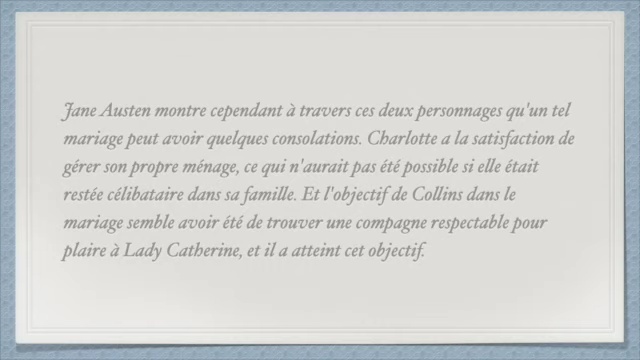 Jane Austen montre cependant à travers ces deux personnages qu'un tel
mariage peut avoir quelques consolations. Charlotte a la satisfaction de
gérer son propre ménage, ce qui n'aurait pas été possible si elle était
restée célibataire dans sa famille. Et l'objectif de Collins dans le
mariage semble avoir été de trouver une compagne respectable pour
plaire à Lady Catherine, et il a atteint cet objectif.